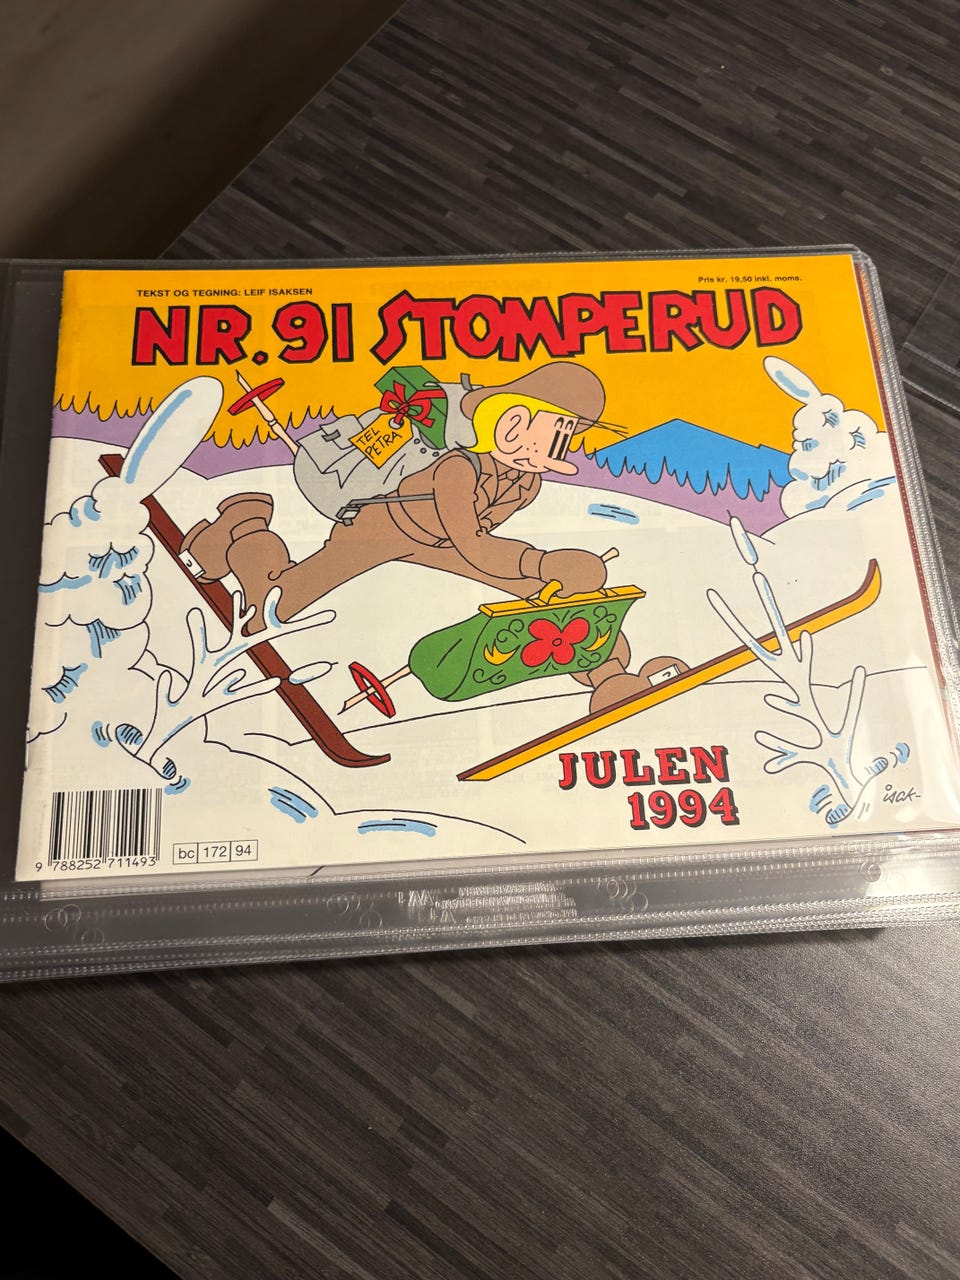 TEKST OG TEGNING: LEIF ISAKSEN
Pris kr. 19,50 inkl. moms.
NR. 91 STOMPERUD
TEL PETRA
JULEN
1994
isak-
9 788252 711493
bc 172 94